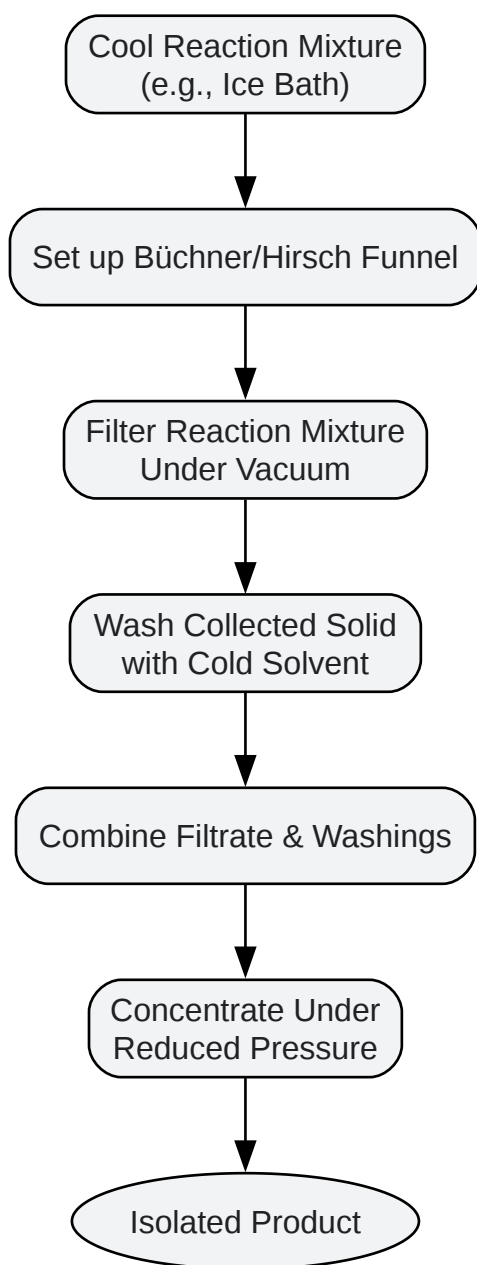 Cool Reaction Mixture
(e.g., Ice Bath)
Set up Büchner/Hirsch Funnel
Filter Reaction Mixture
Under Vacuum
Wash Collected Solid
with Cold Solvent
Combine Filtrate & Washings
Concentrate Under
Reduced Pressure
Isolated Product